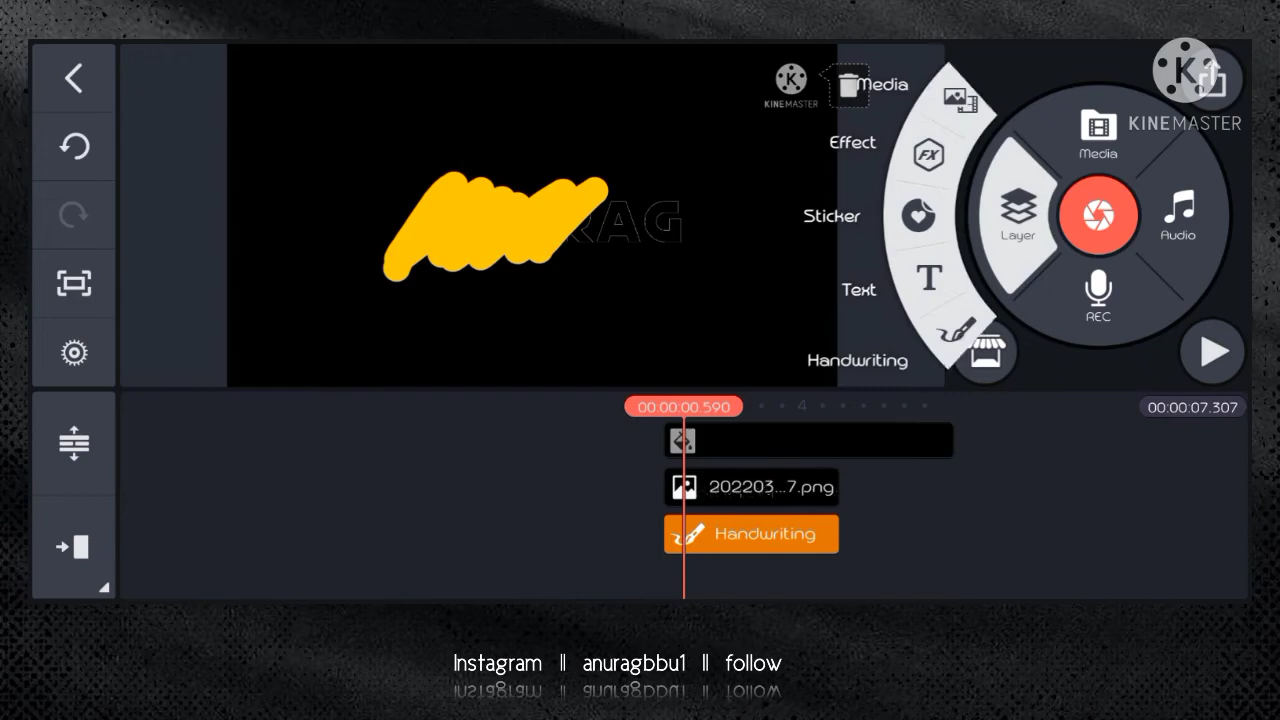 KINEMASTER
Media
Effect
FX
Sticker
Text
T
Handwriting
Media
Layer
Audio
REC
K
KINEMASTER
RAG
00:00:00.590
4
00:00:07.307
202203...7.png
Handwriting
Instagram || anuragbbu1 || follow